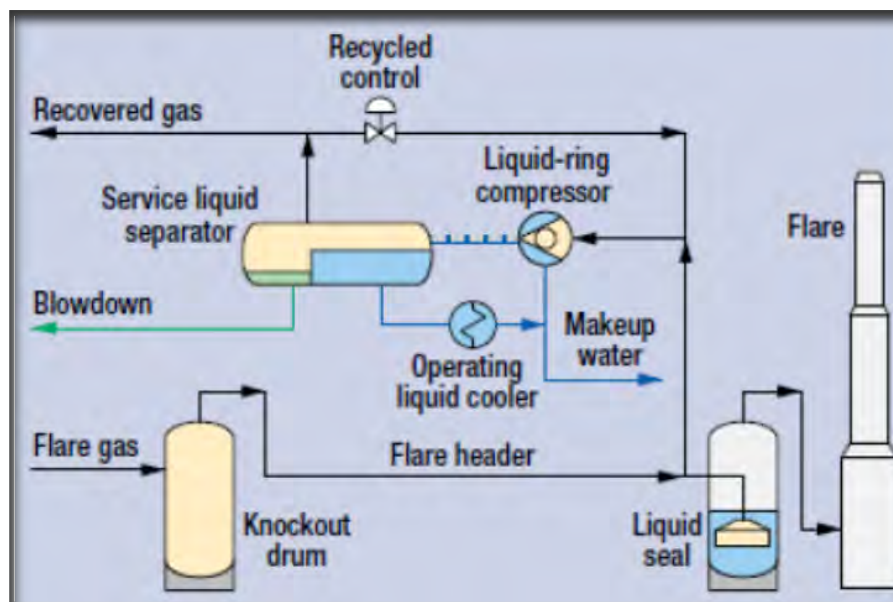 Recycled
control
Recovered gas
Liquid-ring
compressor
Service liquid
separator
Flare
Blowdown
Makeup
water
Operating
liquid cooler
Flare gas
Flare header
Knockout
drum
Liquid
seal